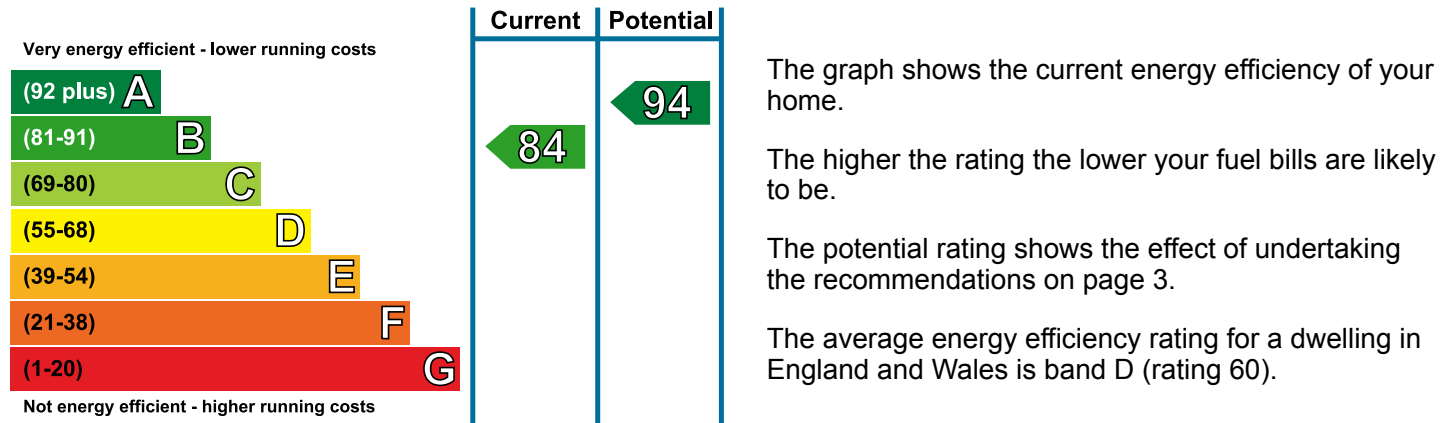 Current Potential
Very energy efficient - lower running costs
(92 plus) A
94
(81-91) B
84
(69-80) C
(55-68) D
(39-54) E
(21-38) F
(1-20) G
Not energy efficient - higher running costs
The graph shows the current energy efficiency of your
home.
The higher the rating the lower your fuel bills are likely
to be.
The potential rating shows the effect of undertaking
the recommendations on page 3.
The average energy efficiency rating for a dwelling in
England and Wales is band D (rating 60).